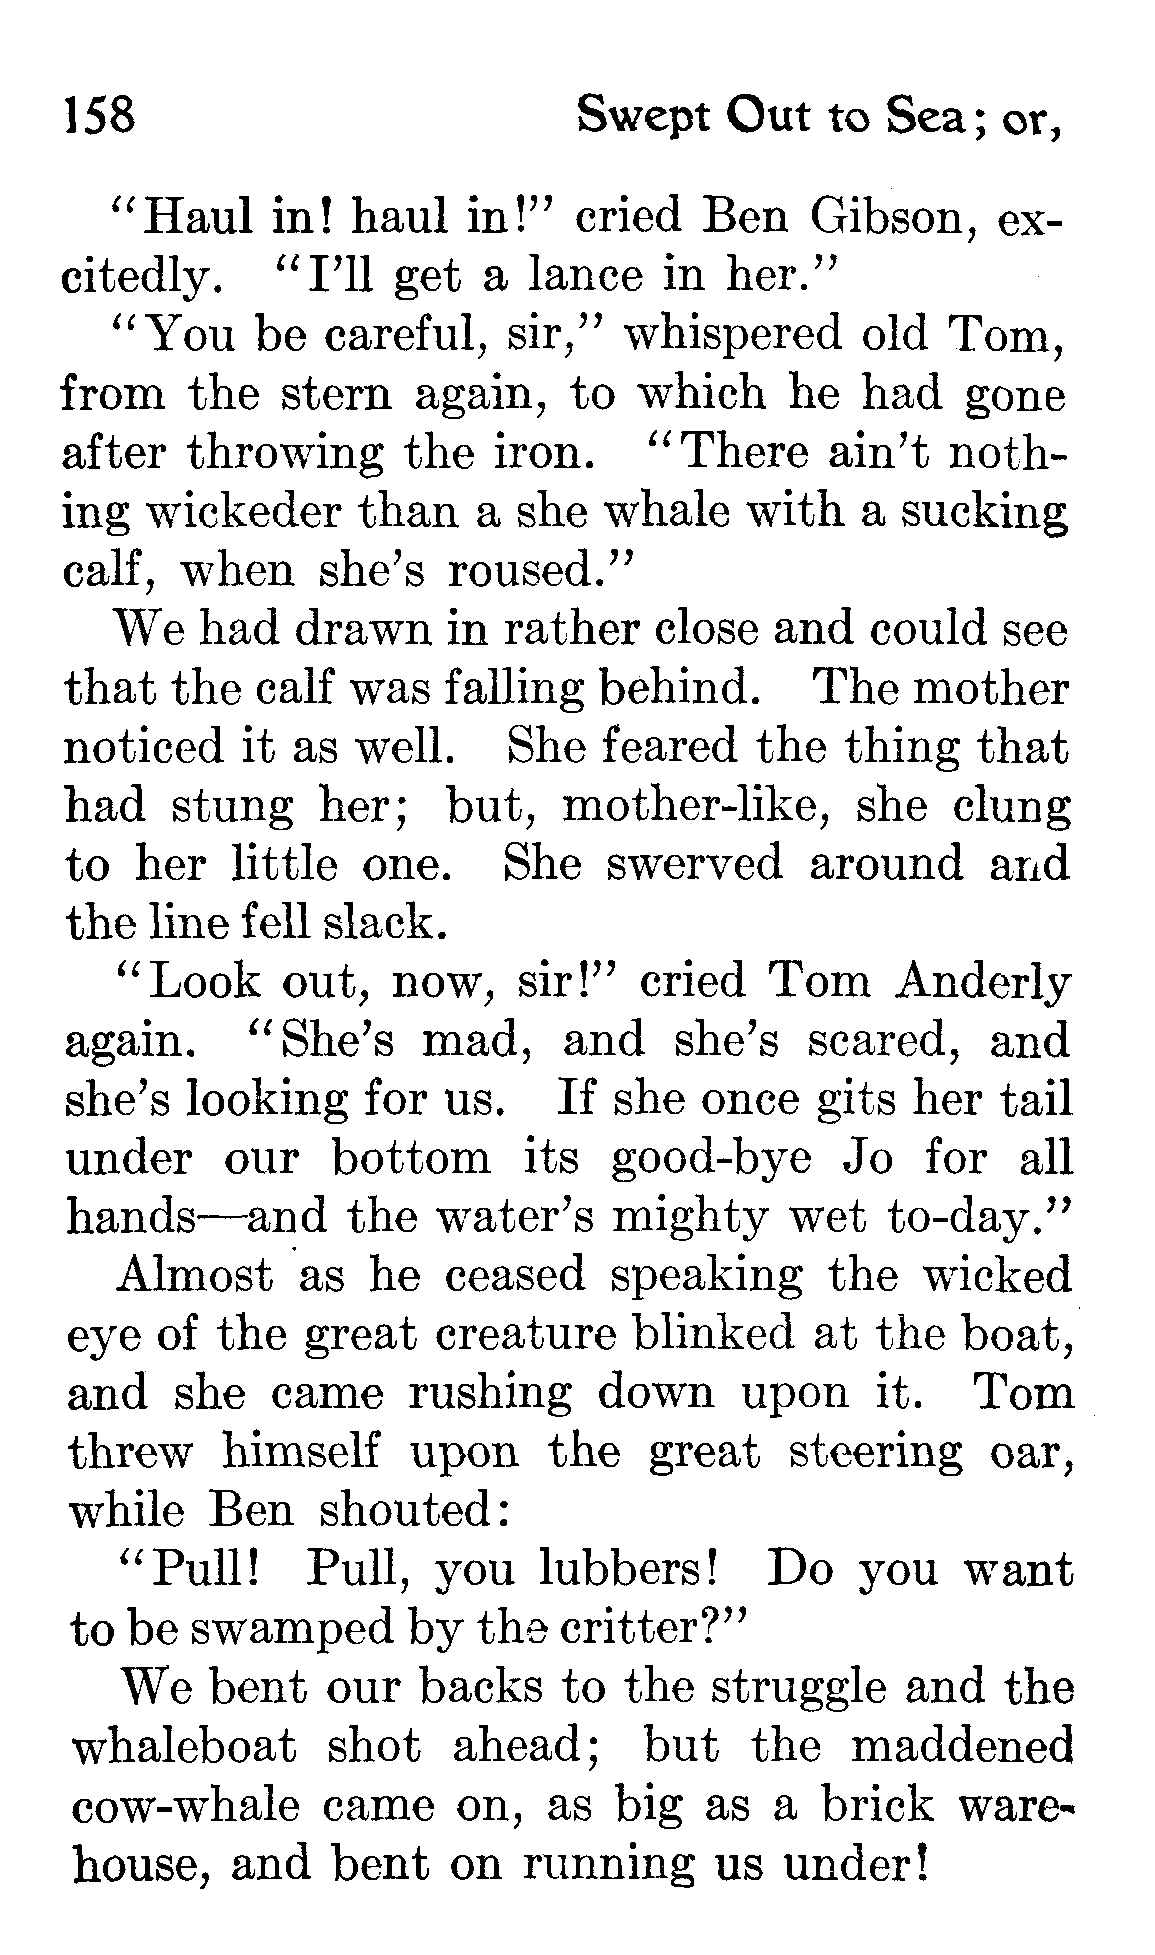 158 Swept Out to Sea; or,
"Haul in! haul in!" cried Ben Gibson, ex-
citedly. "I'll get a lance in her."
"You be careful, sir," whispered old Tom,
from the stern again, to which he had gone
after throwing the iron. "There ain't noth-
ing wickeder than a she whale with a sucking
calf, when she's roused."
We had drawn in rather close and could see
that the calf was falling behind. The mother
noticed it as well. She feared the thing that
had stung her; but, mother-like, she clung
to her little one. She swerved around and
the line fell slack.
"Look out, now, sir!" cried Tom Anderly
again. "She's mad, and she's scared, and
she's looking for us. If she once gits her tail
under our bottom its good-bye Jo for all
hands—and the water's mighty wet to-day."
Almost as he ceased speaking the wicked
eye of the great creature blinked at the boat,
and she came rushing down upon it. Tom
threw himself upon the great steering oar,
while Ben shouted:
"Pull! Pull, you lubbers! Do you want
to be swamped by the critter?"
We bent our backs to the struggle and the
whaleboat shot ahead; but the maddened
cow-whale came on, as big as a brick ware-
house, and bent on running us under!